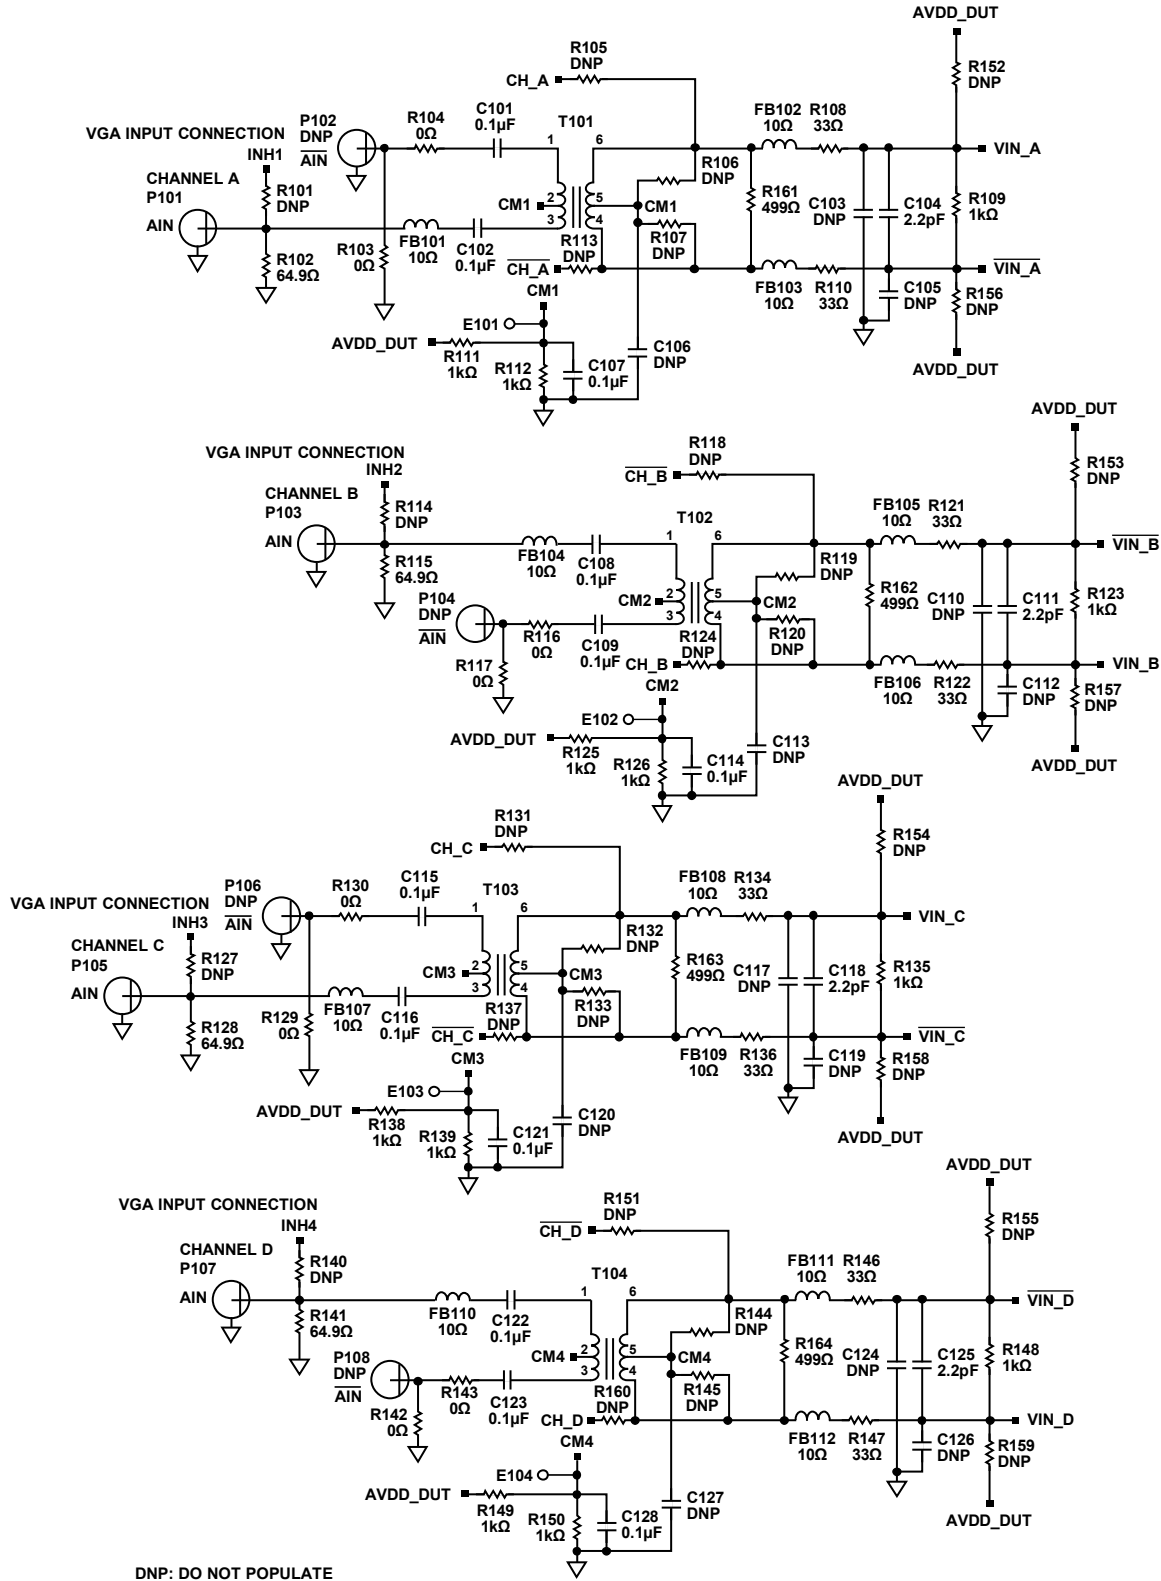 AVDD_DUT
R105
DNP
CH_A
R152
DNP
C101
0.1µF
FB102
10Ω
R108
33Ω
P102
DNP
AIN
R104
0Ω
T101
VGA INPUT CONNECTION
INH1
1
6
VIN_A
CHANNEL A
P101
R101
DNP
R106
DNP
R161
499Ω
C103
DNP
C104
2.2pF
R109
1kΩ
CM1
2
5
CM1
AIN
3
4
R107
DNP
R102
64.9Ω
R103
0Ω
FB101
10Ω
C102
0.1µF
R113
DNP
CH_A
FB103
10Ω
R110
33Ω
C105
DNP
VIN_A
R156
DNP
CM1
E101
AVDD_DUT
R111
1kΩ
R112
1kΩ
C107
0.1µF
C106
DNP
AVDD_DUT
AVDD_DUT
R118
DNP
CH_B
R153
DNP
VGA INPUT CONNECTION
INH2
CHANNEL B
P103
R114
DNP
T102
FB105
10Ω
R121
33Ω
AIN
1
6
VIN_B
FB104
10Ω
C108
0.1µF
R115
64.9Ω
R119
DNP
R162
499Ω
C110
DNP
C111
2.2pF
R123
1kΩ
P104
DNP
AIN
CM2
2
5
CM2
3
4
R116
0Ω
C109
0.1µF
R124
DNP
R120
DNP
R117
0Ω
CH_B
FB106
10Ω
R122
33Ω
C112
DNP
VIN_B
R157
DNP
CM2
E102
AVDD_DUT
R125
1kΩ
R126
1kΩ
C114
0.1µF
C113
DNP
AVDD_DUT
AVDD_DUT
R131
DNP
CH_C
R154
DNP
C115
0.1µF
P106
DNP
AIN
R130
0Ω
T103
FB108
10Ω
R134
33Ω
VGA INPUT CONNECTION
INH3
1
6
VIN_C
CHANNEL C
P105
R127
DNP
R132
DNP
R163
499Ω
C117
DNP
C118
2.2pF
R135
1kΩ
CM3
2
5
CM3
AIN
3
4
R133
DNP
R128
64.9Ω
R129
0Ω
FB107
10Ω
C116
0.1µF
R137
DNP
CH_C
FB109
10Ω
R136
33Ω
C119
DNP
VIN_C
R158
DNP
CM3
E103
AVDD_DUT
R138
1kΩ
R139
1kΩ
C121
0.1µF
C120
DNP
AVDD_DUT
AVDD_DUT
VGA INPUT CONNECTION
INH4
R151
DNP
CH_D
R155
DNP
CHANNEL D
P107
R140
DNP
T104
FB111
10Ω
R146
33Ω
AIN
1
6
VIN_D
FB110
10Ω
C122
0.1µF
R141
64.9Ω
R144
DNP
R164
499Ω
C124
DNP
C125
2.2pF
R148
1kΩ
P108
DNP
AIN
CM4
2
5
CM4
3
4
R143
0Ω
C123
0.1µF
R160
DNP
R145
DNP
R142
0Ω
CH_D
FB112
10Ω
R147
33Ω
C126
DNP
VIN_D
R159
DNP
CM4
E104
AVDD_DUT
R149
1kΩ
R150
1kΩ
C128
0.1µF
C127
DNP
AVDD_DUT
DNP: DO NOT POPULATE